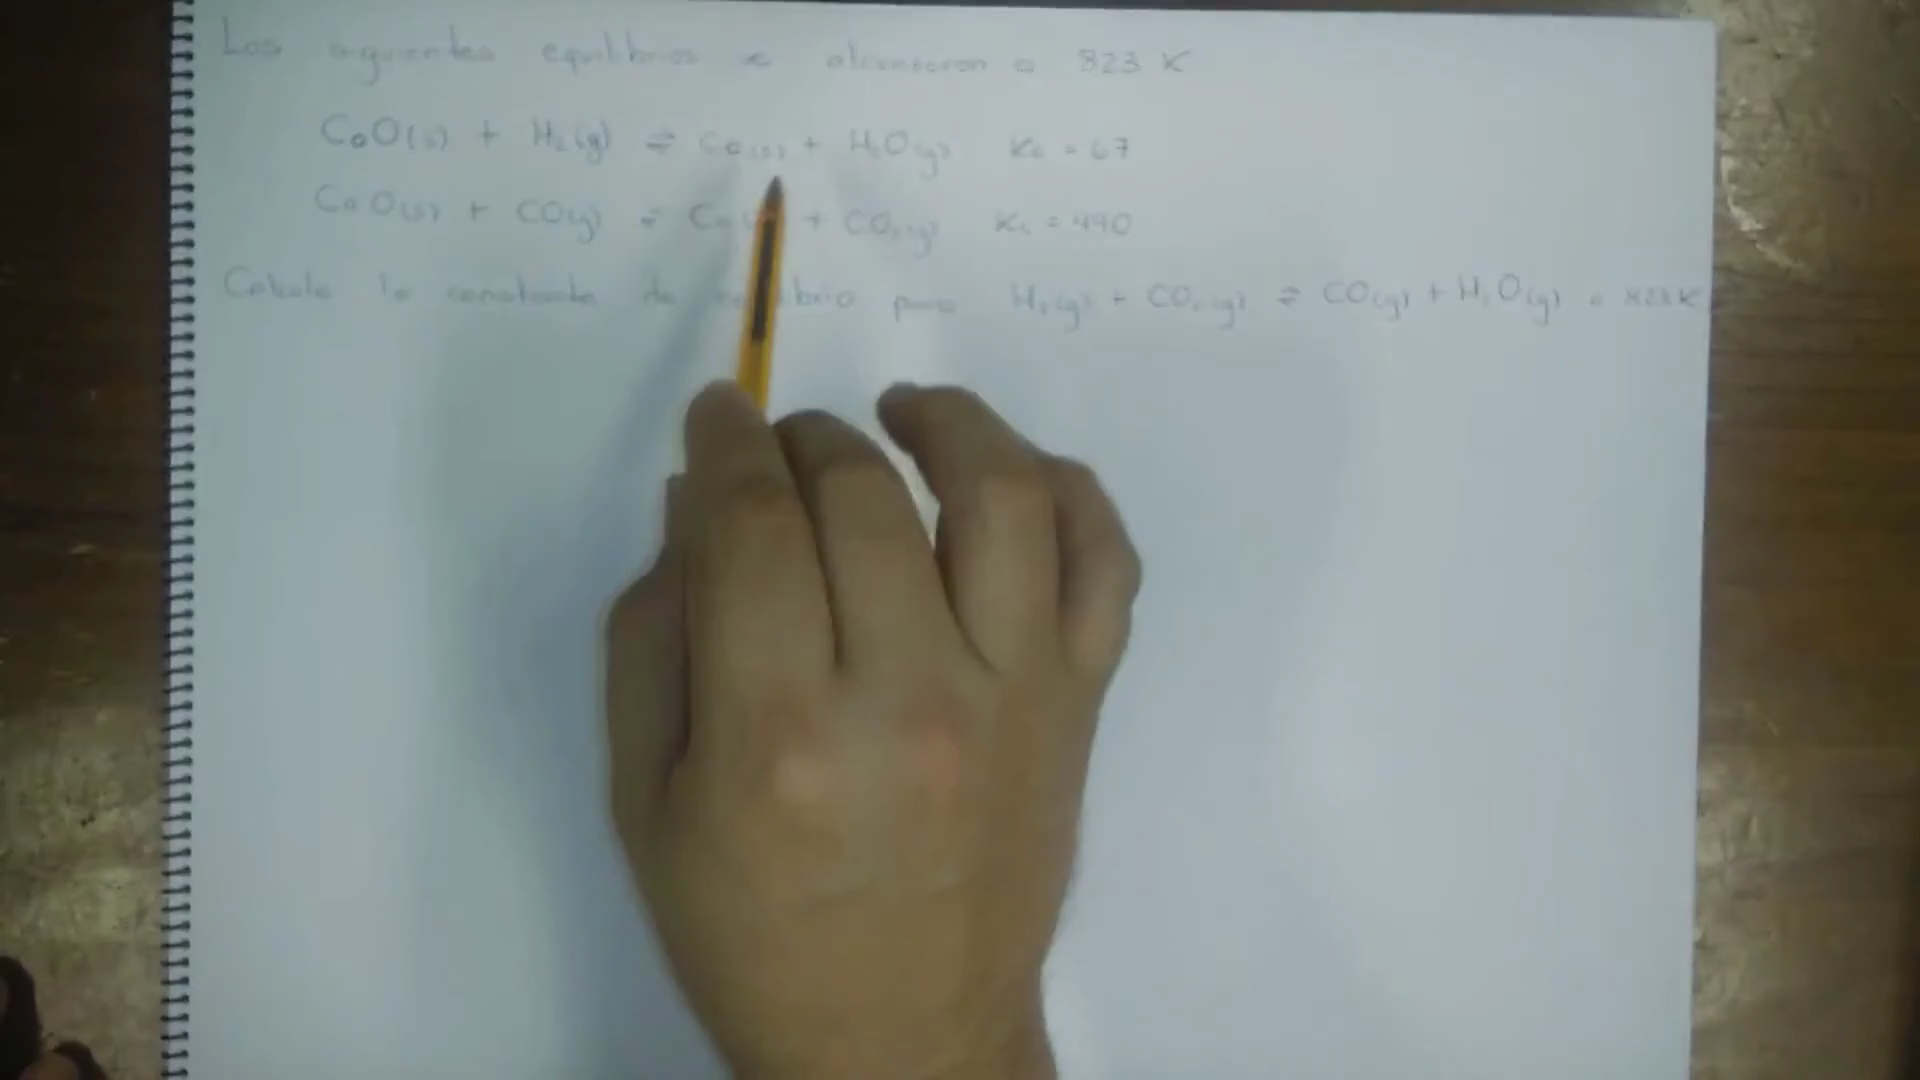 Los siguientes equilibrios se alcanzaron a 823 K
CoO(s) + H₂(g) ⇌ Co(s) + H₂O(g) Kc = 67
CoO(s) + CO(g) ⇌ Co + CO₂(g) Kc = 490
Calcule la constante de para H₂(g) + CO₂(g) ⇌ CO(g) + H₂O(g) a 823 K